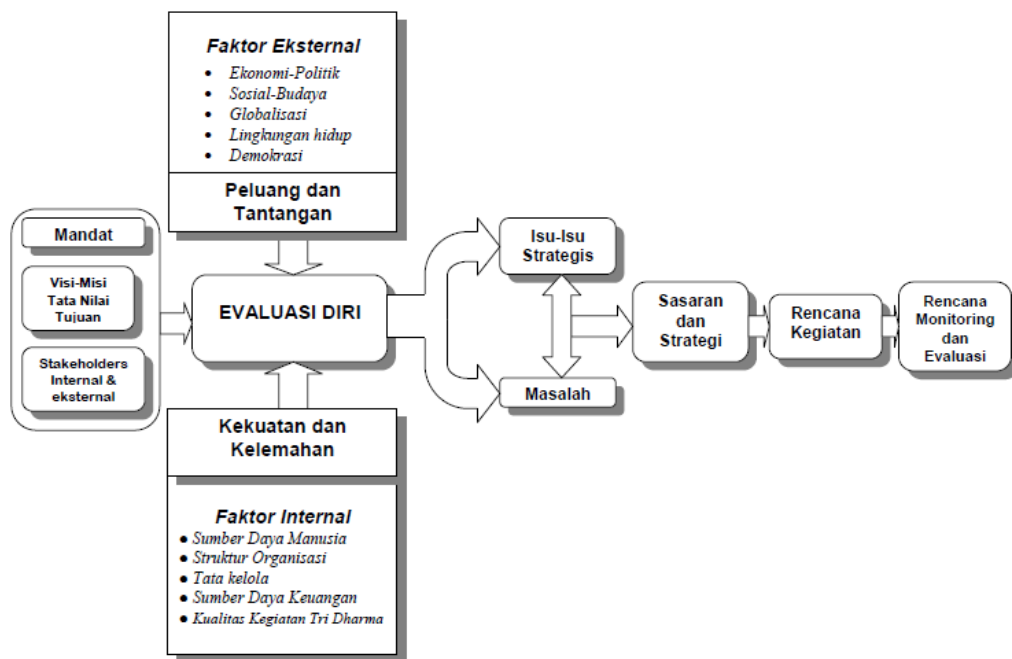 Faktor Eksternal
• Ekonomi-Politik
• Sosial-Budaya
• Globalisasi
• Lingkungan hidup
• Demokrasi
Peluang dan
Tantangan
Mandat
Visi-Misi
Tata Nilai
Tujuan
Stakeholders
Internal &
eksternal
EVALUASI DIRI
Kekuatan dan
Kelemahan
Faktor Internal
● Sumber Daya Manusia
● Struktur Organisasi
● Tata kelola
● Sumber Daya Keuangan
● Kualitas Kegiatan Tri Dharma
Isu-Isu
Strategis
Masalah
Sasaran
dan
Strategi
Rencana
Kegiatan
Rencana
Monitoring
dan
Evaluasi